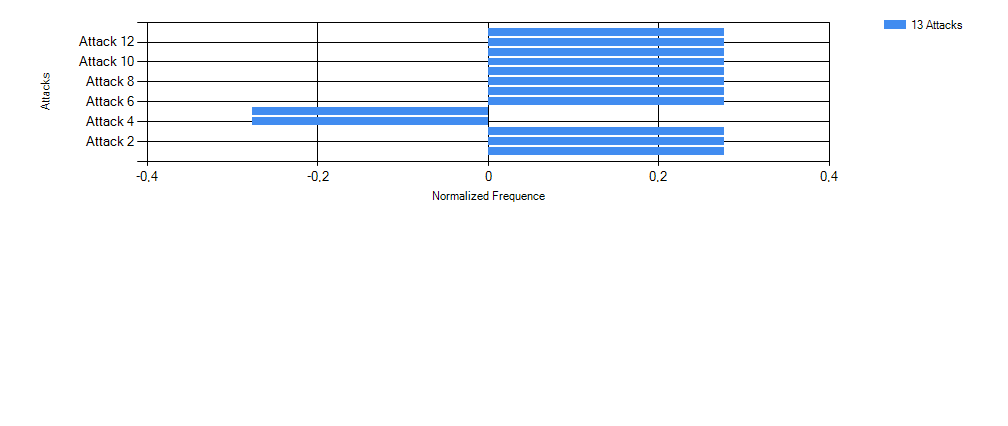 13 Attacks
Attack 12
Attack 10
Attack 8
Attack 6
Attack 4
Attack 2
Attacks
-0,4 -0,2 0 0,2 0,4
Normalized Frequence